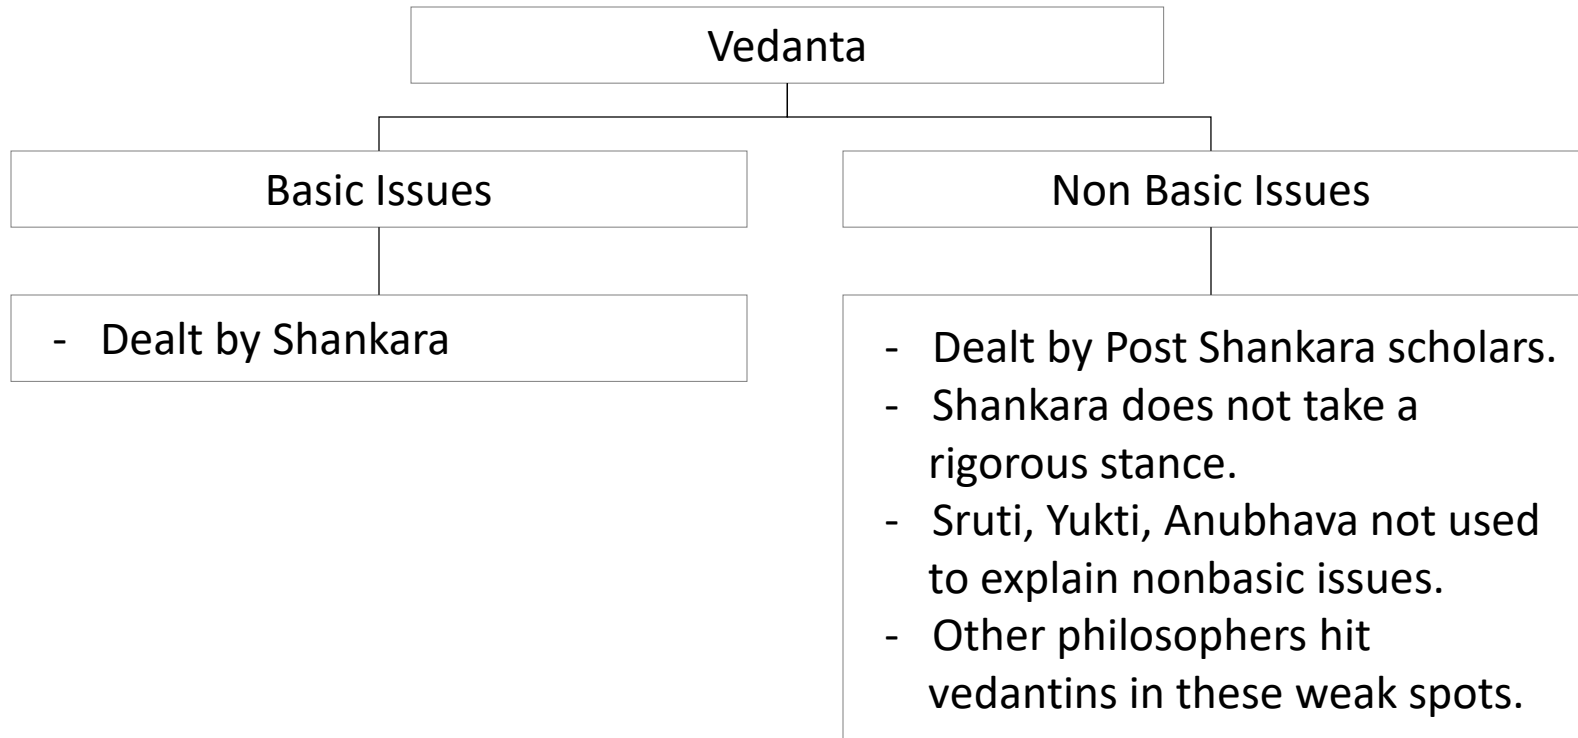 Vedanta
Basic Issues
- Dealt by Shankara
Non Basic Issues
- Dealt by Post Shankara scholars.
- Shankara does not take a
rigorous stance.
- Sruti, Yukti, Anubhava not used
to explain nonbasic issues.
- Other philosophers hit
vedantins in these weak spots.